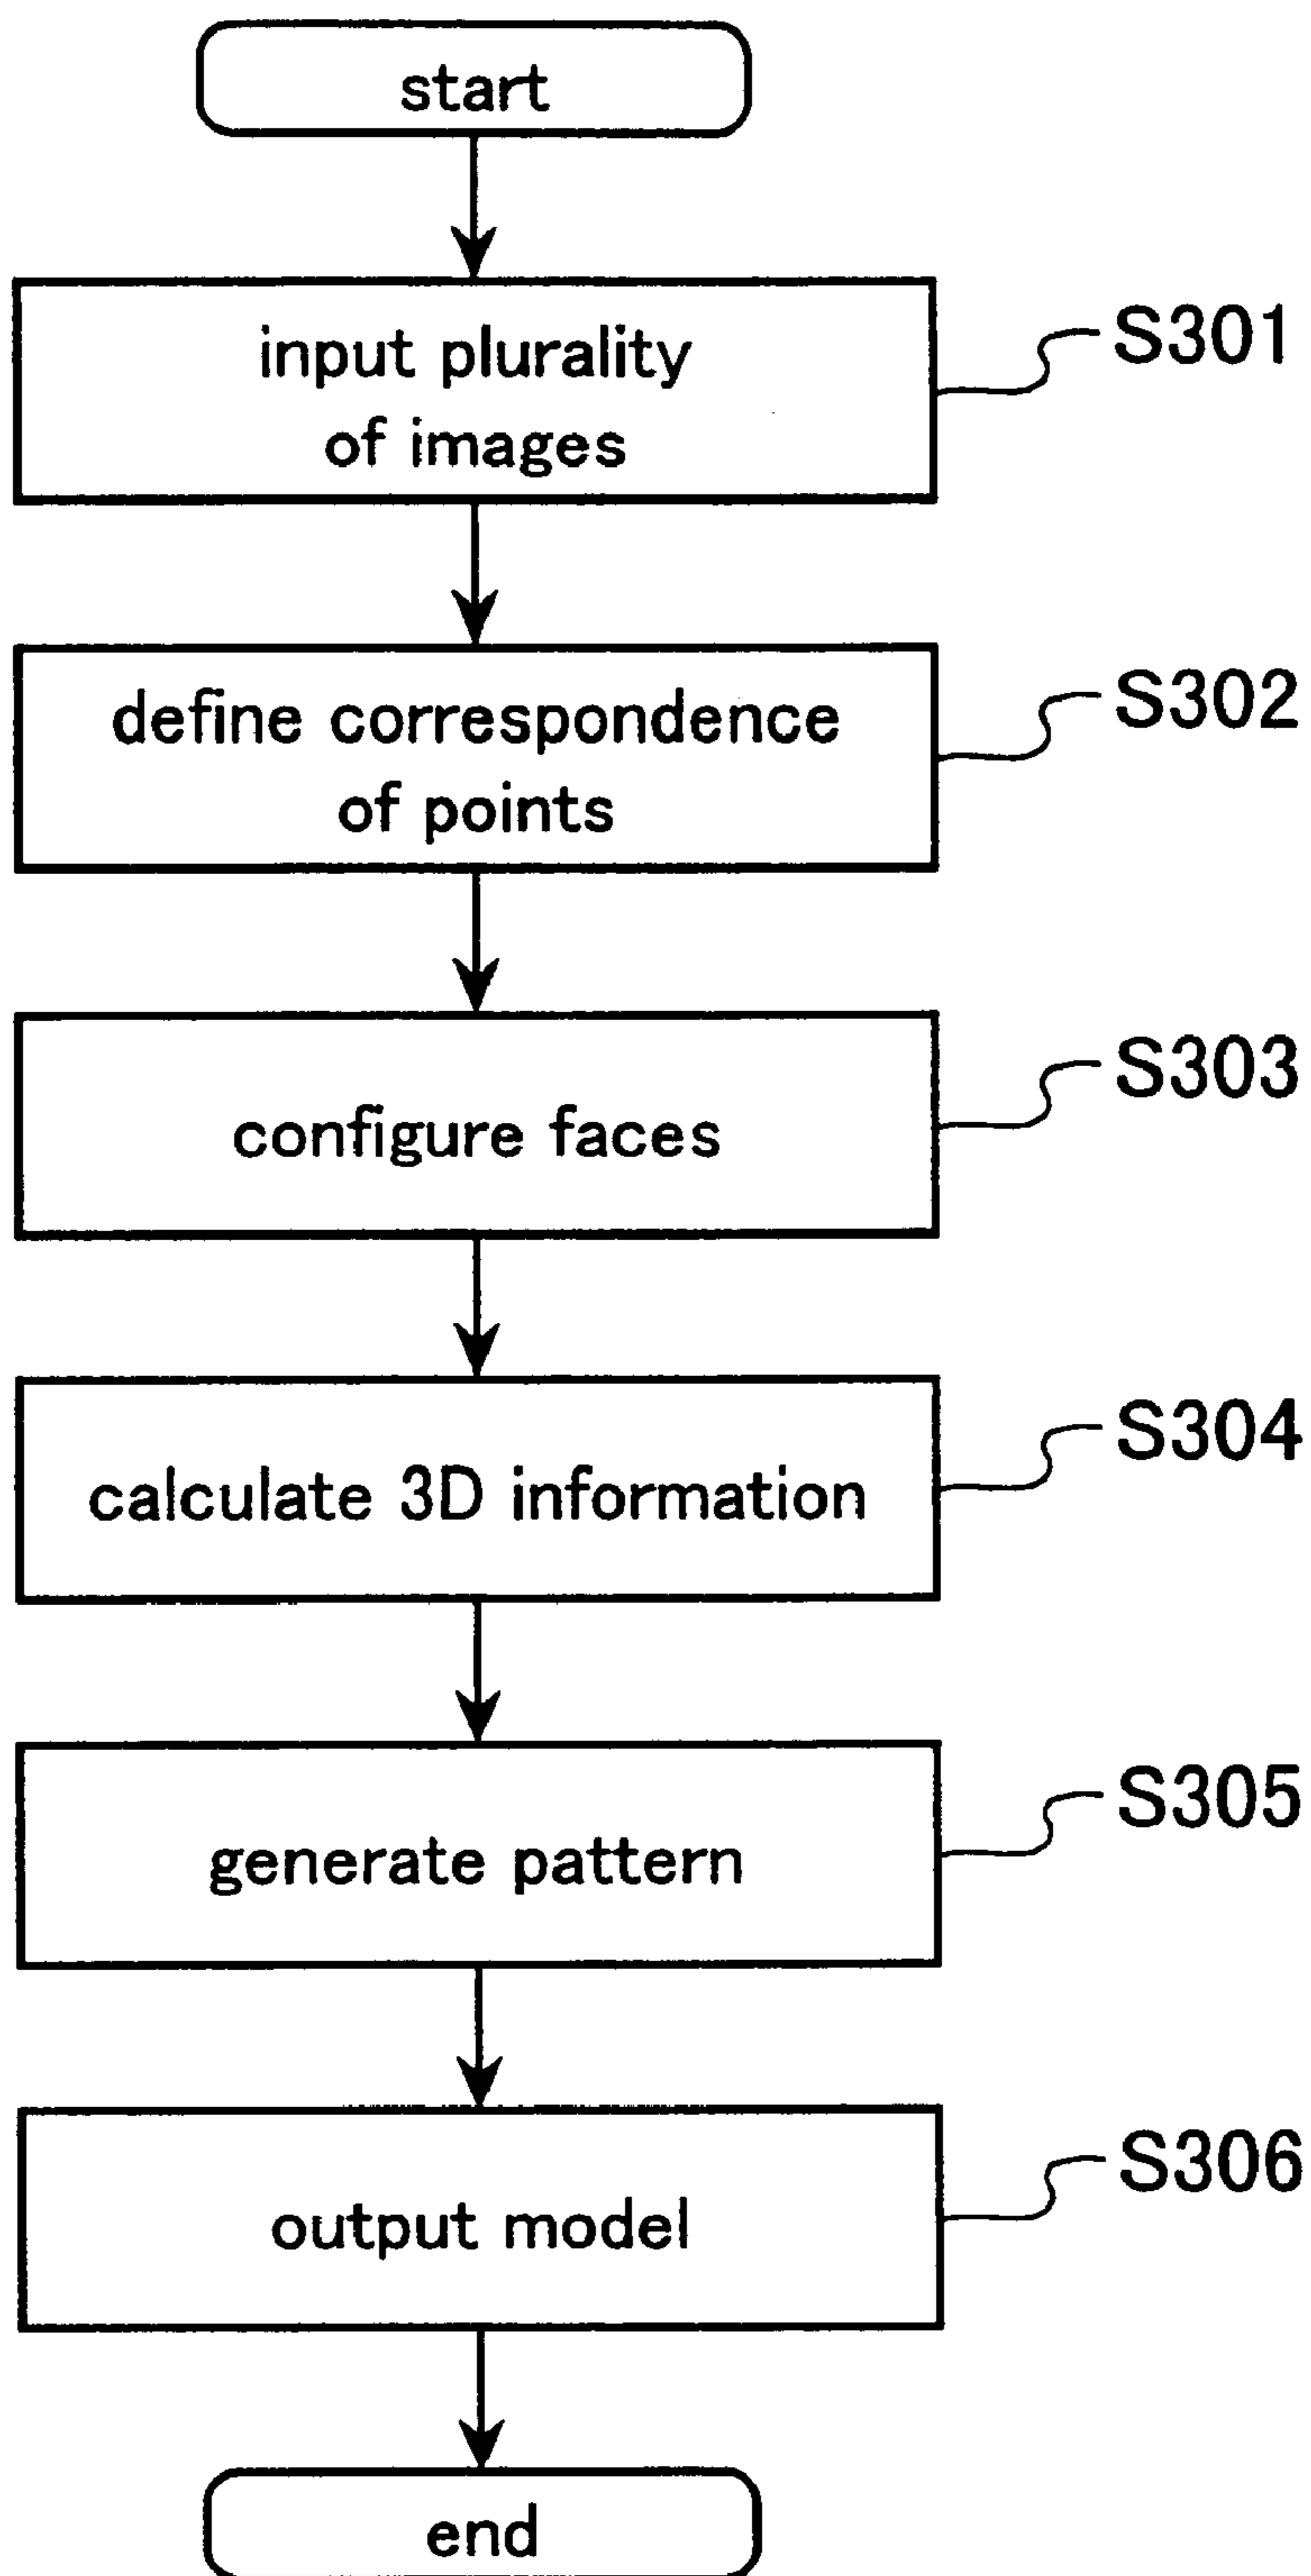 start
input plurality
of images
S301
define correspondence
of points
S302
configure faces
S303
calculate 3D information
S304
generate pattern
S305
output model
S306
end